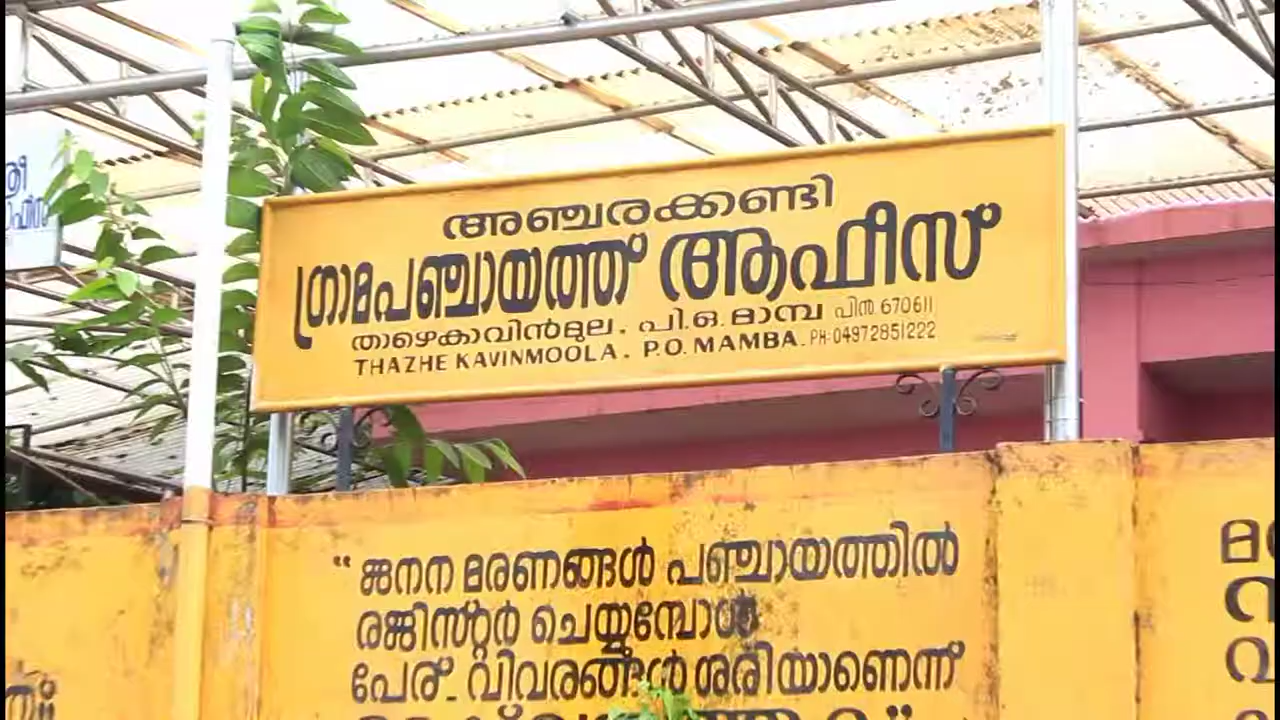 അഞ്ചരക്കണ്ടി
ഗ്രാമപഞ്ചായത്ത് ആഫീസ്
താഴെകാവിൻമൂല. പി.ഒ. മാമ്പ പിൻ. 670611
THAZHE KAVINMOOLA. P.O. MAMBA. PH: 04972851222
“ ജനന മരണങ്ങൾ പഞ്ചായത്തിൽ
രജിസ്റ്റർ ചെയ്യുമ്പോൾ
പേര് - വിവരങ്ങൾ ശരിയാണെന്ന്